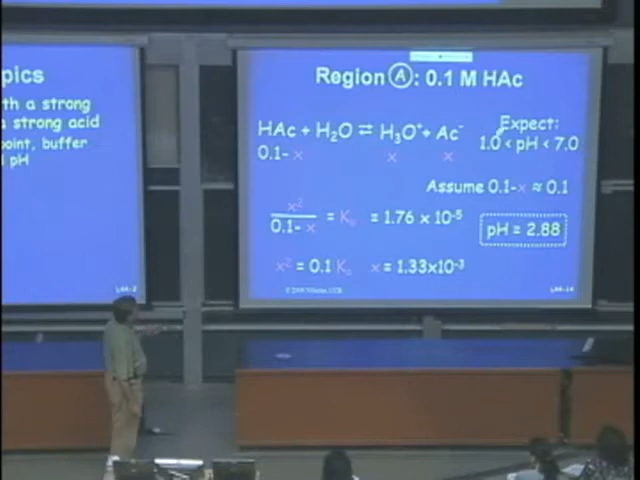 pics
th a strong
a strong acid
point, buffer
pH
Region A: 0.1 M HAc
HAc + H₂O ⇌ H₃O⁺ + Ac⁻
0.1- x x x
Expect:
1.0 < pH < 7.0
Assume 0.1-x ≈ 0.1
x² / 0.1-x = Kₐ = 1.76 x 10⁻⁵
pH = 2.88
x² = 0.1 Kₐ x = 1.33x10⁻³